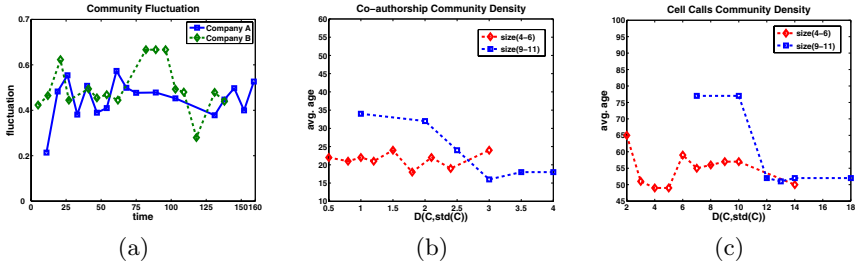 Community Fluctuation
Company A
Company B
fluctuation
0.7
0.6
0.4
0.2
0
0 25 50 75 103 125 150 160
time
(a)
Co-authorship Community Density
size(4−6)
size(9−11)
avg. age
60
55
50
45
40
35
30
25
20
15
10
0.5 1 1.5 2 2.5 3 3.5 4
D(C,std(C))
(b)
Cell Calls Community Density
size(4−6)
size(9−11)
avg. age
100
95
90
85
80
75
70
65
60
55
50
45
2 4 6 8 10 12 14 16 18
D(C,std(C))
(c)